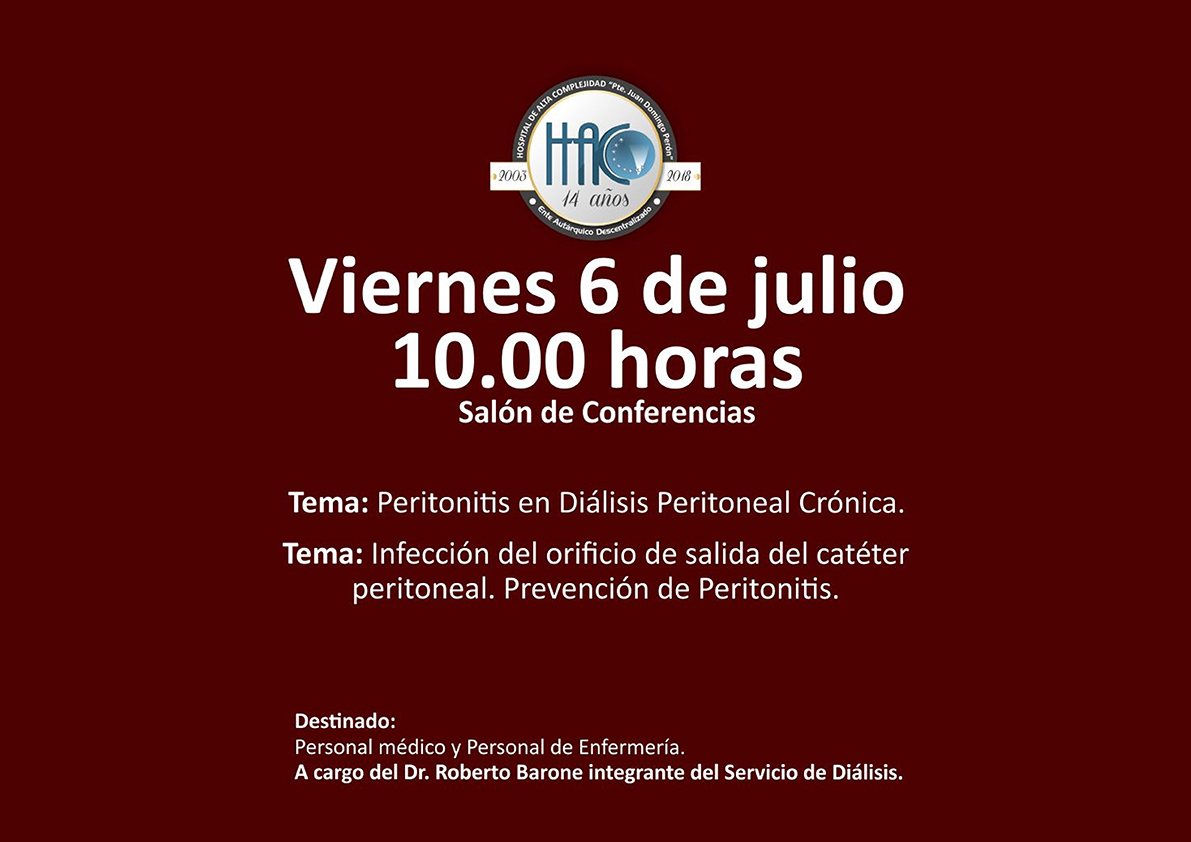 HOSPITAL DE ALTA COMPLEJIDAD "Pte. Juan Domingo Perón"
HAC
2003
2018
14 años
Ente Autárquico Descentralizado
Viernes 6 de julio
10.00 horas
Salón de Conferencias
Tema: Peritonitis en Diálisis Peritoneal Crónica.
Tema: Infección del orificio de salida del catéter
peritoneal. Prevención de Peritonitis.
Destinado:
Personal médico y Personal de Enfermería.
A cargo del Dr. Roberto Barone integrante del Servicio de Diálisis.